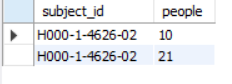 subject_id people
H000-1-4626-02 10
H000-1-4626-02 21